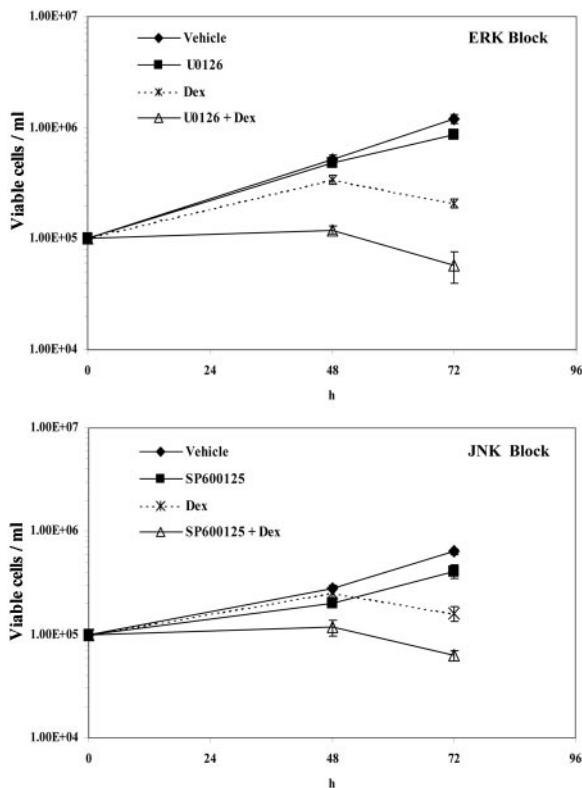 1.00E+07
Vehicle
ERK Block
U0126
Dex
1.00E+06
U0126 + Dex
Viable cells / ml
1.00E+05
1.00E+04
0
24
48
72
96
h
1.00E+07
Vehicle
JNK Block
SP600125
Dex
1.00E+06
SP600125 + Dex
Viable cells / ml
1.00E+05
1.00E+04
0
24
48
72
96
h